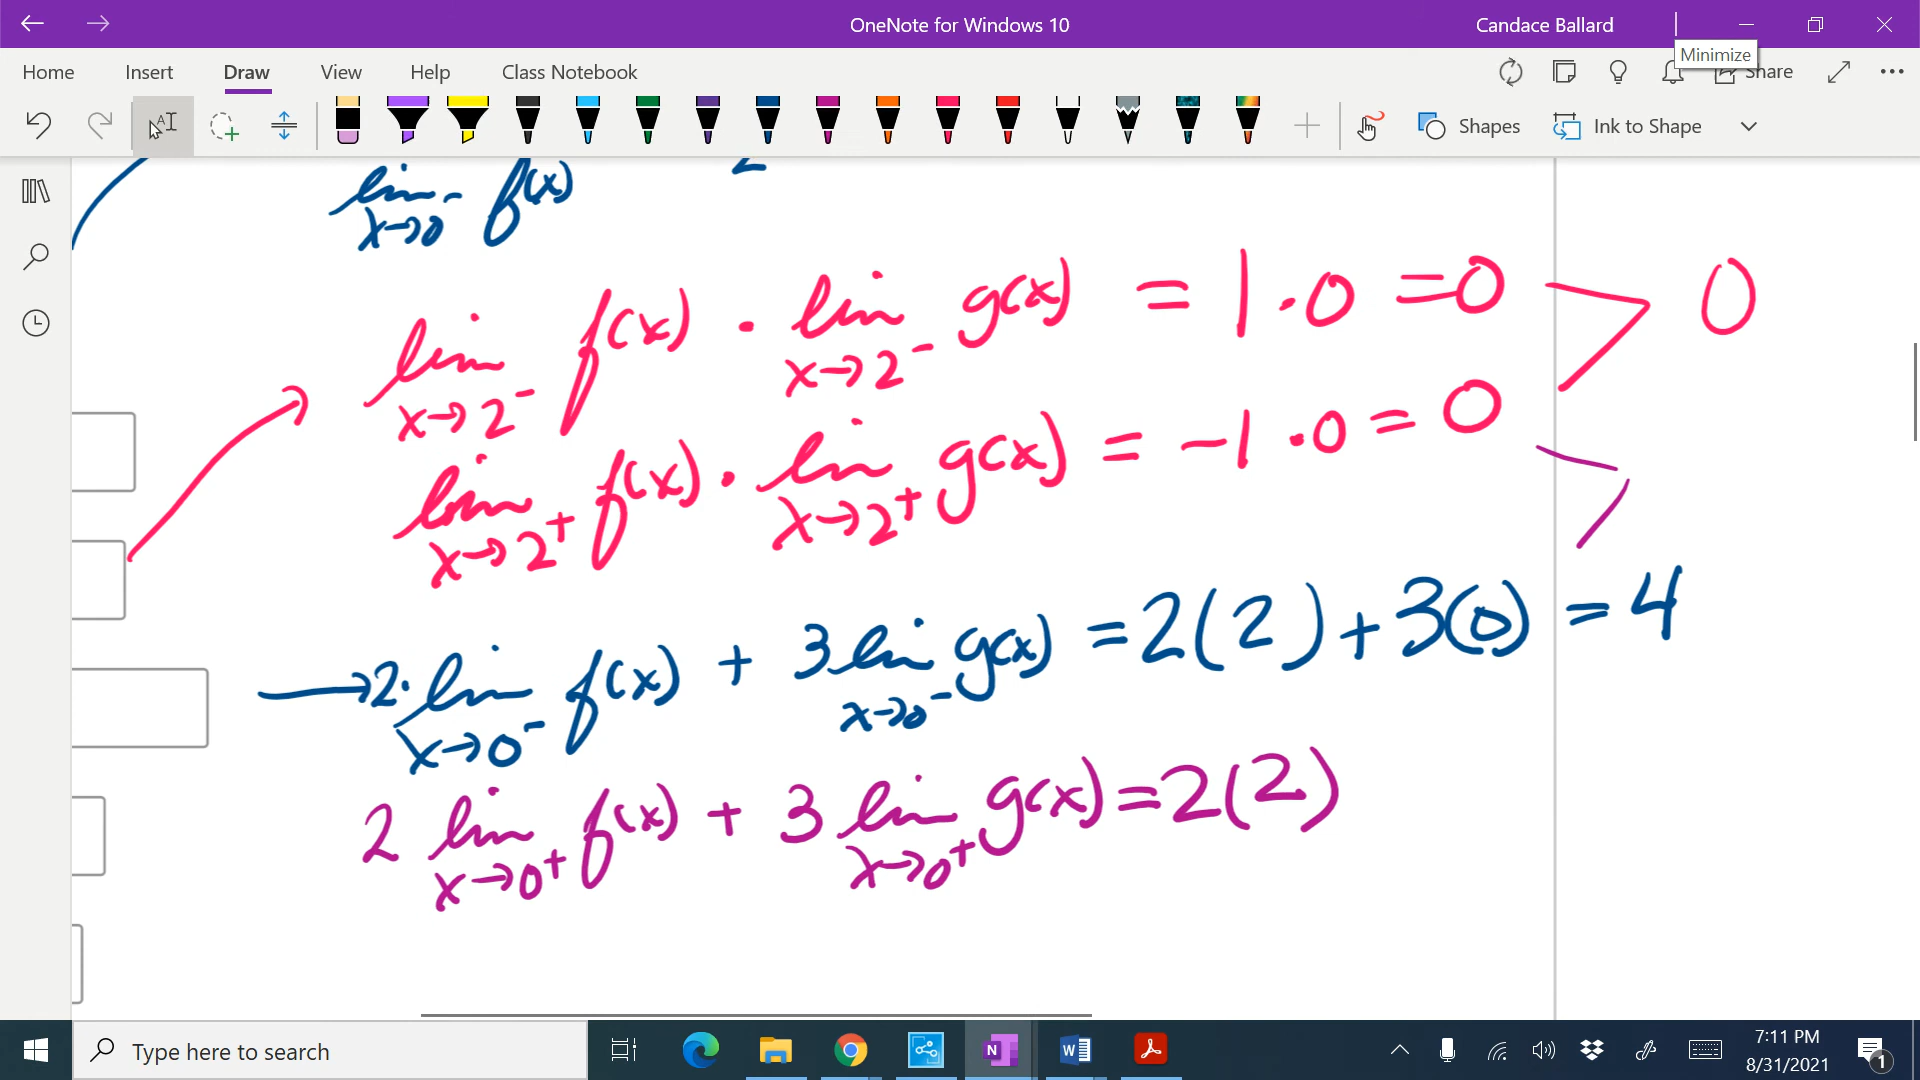 OneNote for Windows 10
Candace Ballard
Minimize
Home Insert Draw View Help Class Notebook Share
Shapes Ink to Shape
lim f(x) 2
x→0⁻
lim f(x) · lim g(x) = 1·0 =0 0
x→2⁻ x→2⁻
lim f(x) · lim g(x) = -1·0 = 0
x→2⁺ x→2⁺
→2· lim f(x) + 3 lim g(x) = 2(2)+3(0) = 4
x→0⁻ x→0⁻
2 lim f(x) + 3 lim g(x) = 2(2)
x→0⁺ x→0⁺
Type here to search
7:11 PM
8/31/2021
1